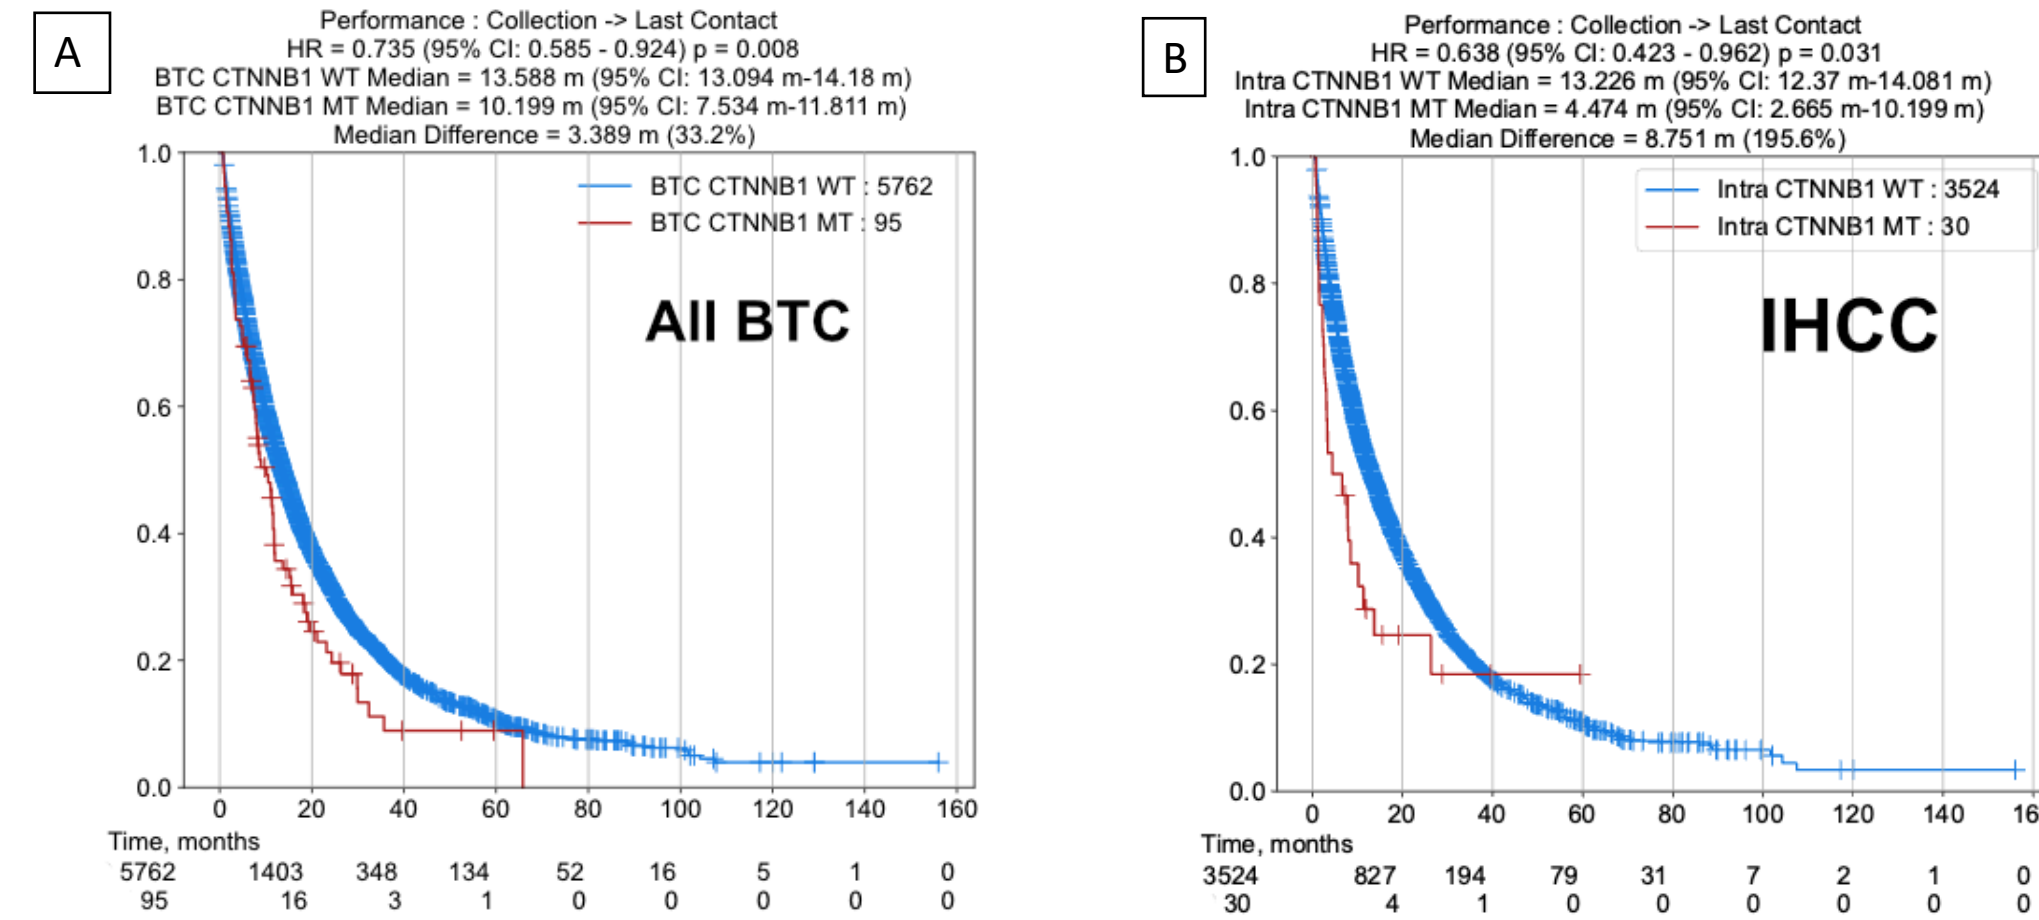 A
Performance : Collection -> Last Contact
HR = 0.735 (95% CI: 0.585 - 0.924) p = 0.008
BTC CTNNB1 WT Median = 13.588 m (95% CI: 13.094 m-14.18 m)
BTC CTNNB1 MT Median = 10.199 m (95% CI: 7.534 m-11.811 m)
Median Difference = 3.389 m (33.2%)
BTC CTNNB1 WT : 5762
BTC CTNNB1 MT : 95
All BTC
1.0
0.8
0.6
0.4
0.2
0.0
0 20 40 60 80 100 120 140 160
Time, months
5762 1403 348 134 52 16 5 1 0
95 16 3 1 0 0 0 0 0
B
Performance : Collection -> Last Contact
HR = 0.638 (95% CI: 0.423 - 0.962) p = 0.031
Intra CTNNB1 WT Median = 13.226 m (95% CI: 12.37 m-14.081 m)
Intra CTNNB1 MT Median = 4.474 m (95% CI: 2.665 m-10.199 m)
Median Difference = 8.751 m (195.6%)
Intra CTNNB1 WT : 3524
Intra CTNNB1 MT : 30
IHCC
1.0
0.8
0.6
0.4
0.2
0.0
0 20 40 60 80 100 120 140 16
Time, months
3524 827 194 79 31 7 2 1 0
30 4 1 0 0 0 0 0 0